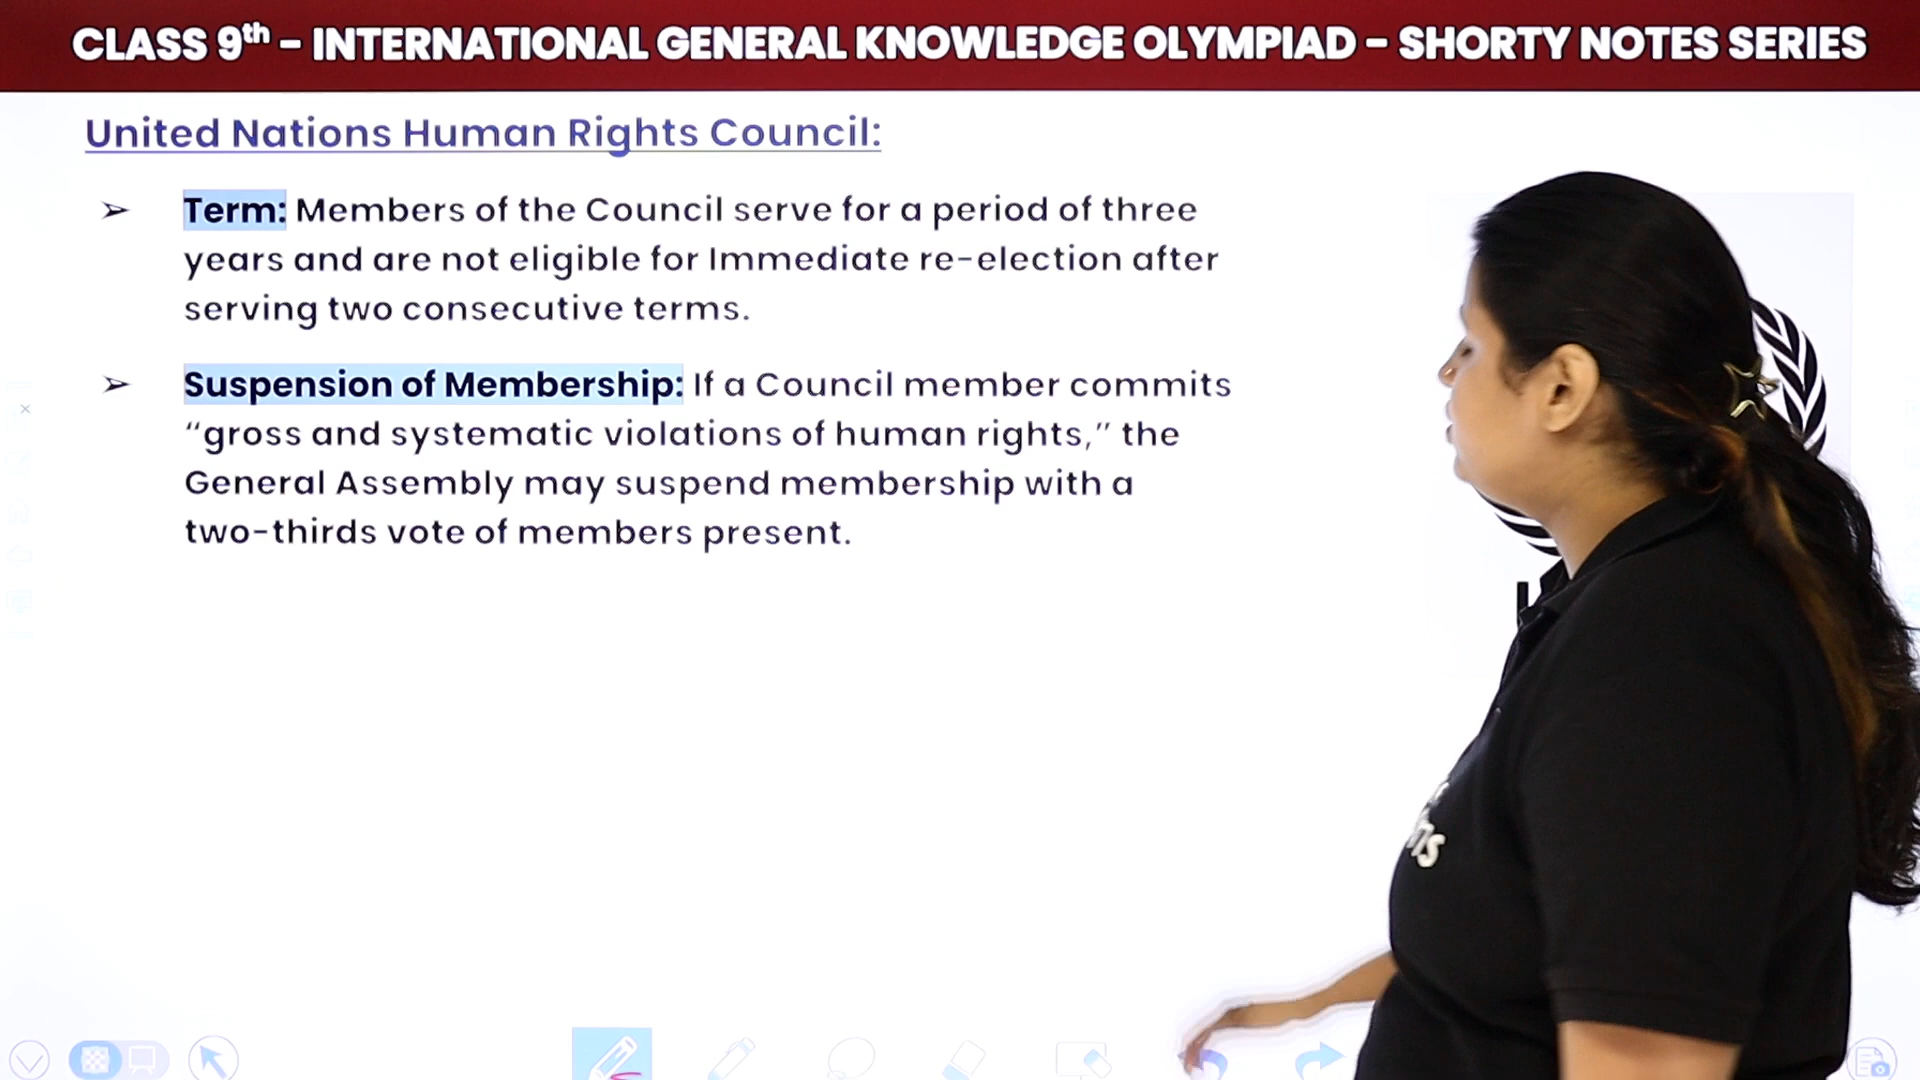 CLASS 9th – INTERNATIONAL GENERAL KNOWLEDGE OLYMPIAD – SHORTY NOTES SERIES
United Nations Human Rights Council:
➢ Term: Members of the Council serve for a period of three
years and are not eligible for Immediate re-election after
serving two consecutive terms.
➢ Suspension of Membership: If a Council member commits
“gross and systematic violations of human rights,” the
General Assembly may suspend membership with a
two-thirds vote of members present.